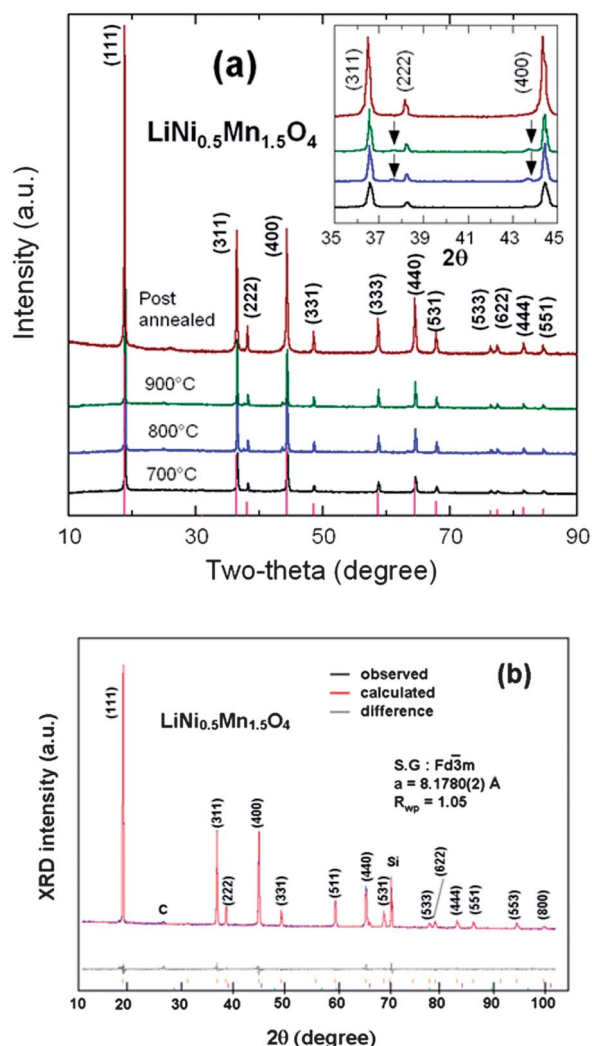 (a)
LiNi0.5Mn1.5O4
(111)
(311)
(222)
(400)
(331)
(333)
(440)
(531)
(533)
(622)
(444)
(551)
Post
annealed
900°C
800°C
700°C
Intensity (a.u.)
10 30 50 70 90
Two-theta (degree)
(311)
(222)
(400)
35 37 39 41 43 45
2θ
(b)
LiNi0.5Mn1.5O4
observed
calculated
difference
S.G : Fd3̅m
a = 8.1780(2) A
Rwp = 1.05
(111)
C
(311)
(222)
(400)
(331)
(511)
(440)
(531)
Si
(533)
(622)
(444)
(551)
(553)
(800)
XRD intensity (a.u.)
10 20 30 40 50 60 70 80 90 100
2θ (degree)